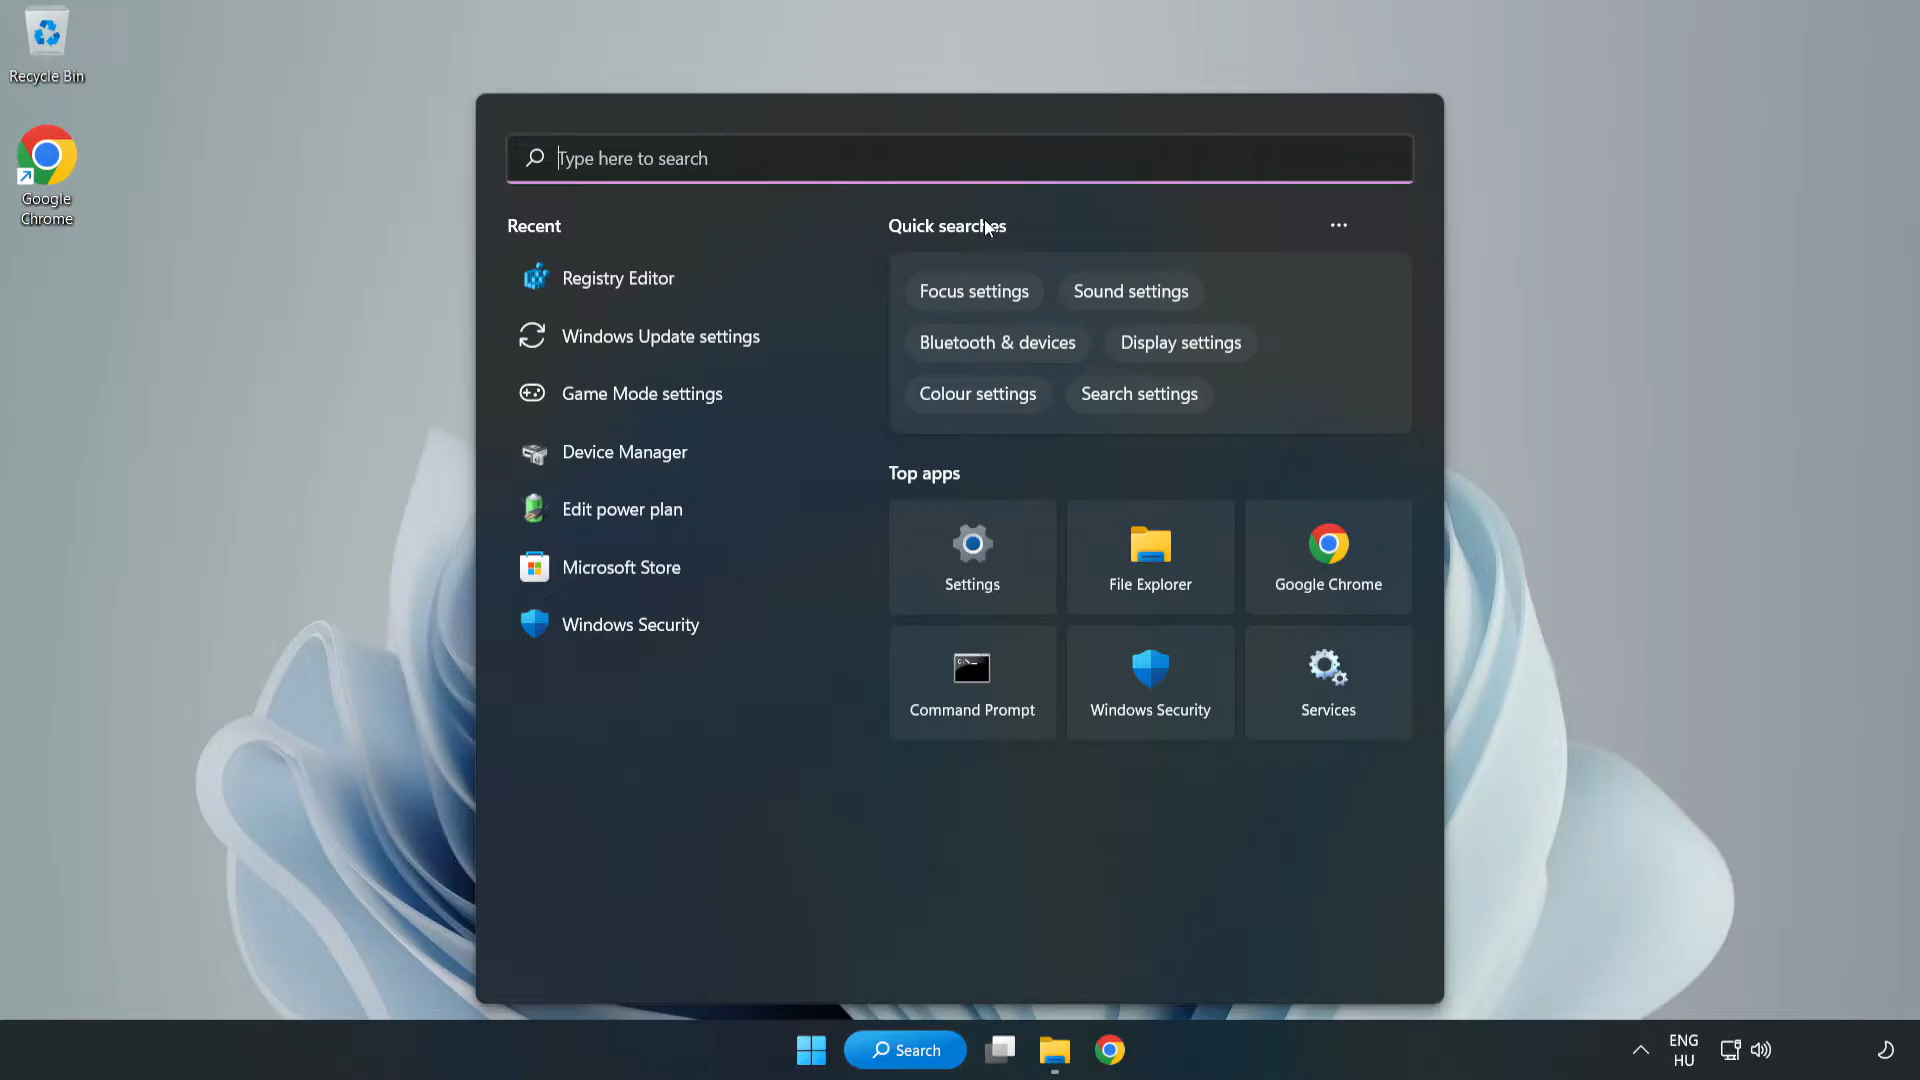 Recycle Bin
Google
Chrome
Type here to search
Recent
Registry Editor
Windows Update settings
Game Mode settings
Device Manager
Edit power plan
Microsoft Store
Windows Security
Quick searches
Focus settings
Sound settings
Bluetooth & devices
Display settings
Colour settings
Search settings
Top apps
Settings
File Explorer
Google Chrome
Command Prompt
Windows Security
Services
Search
ENG
HU